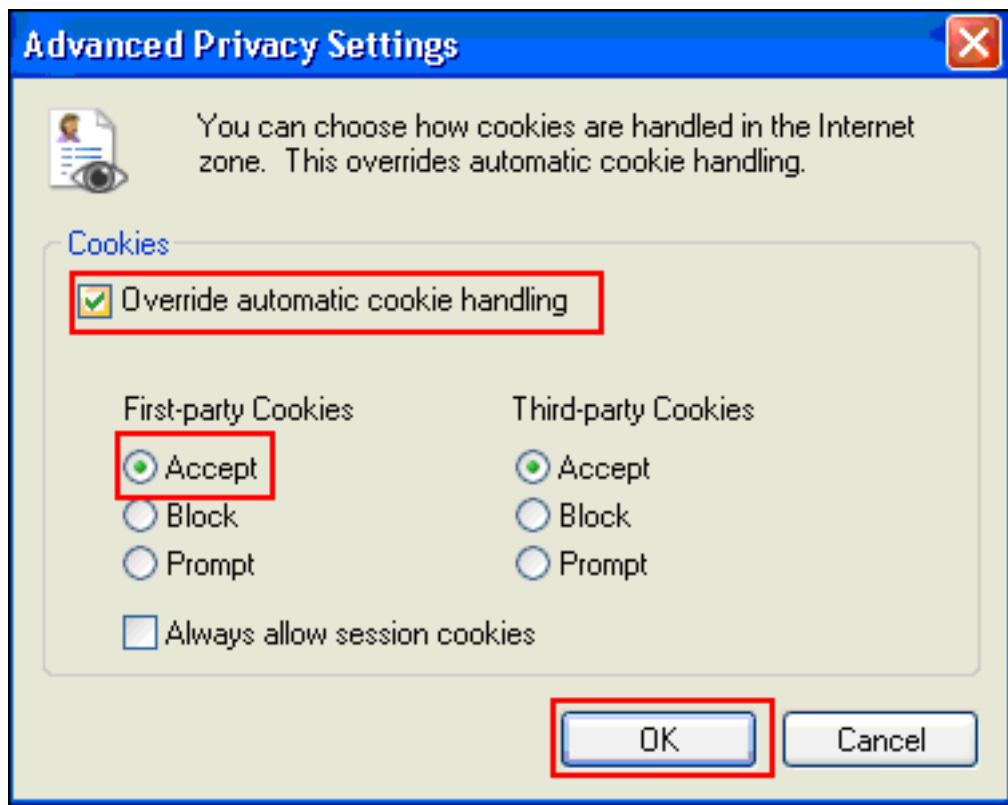 Advanced Privacy Settings
You can choose how cookies are handled in the Internet
zone.  This overrides automatic cookie handling.
Cookies
Override automatic cookie handling
First-party Cookies Third-party Cookies
Accept Accept
Block Block
Prompt Prompt
Always allow session cookies
OK Cancel